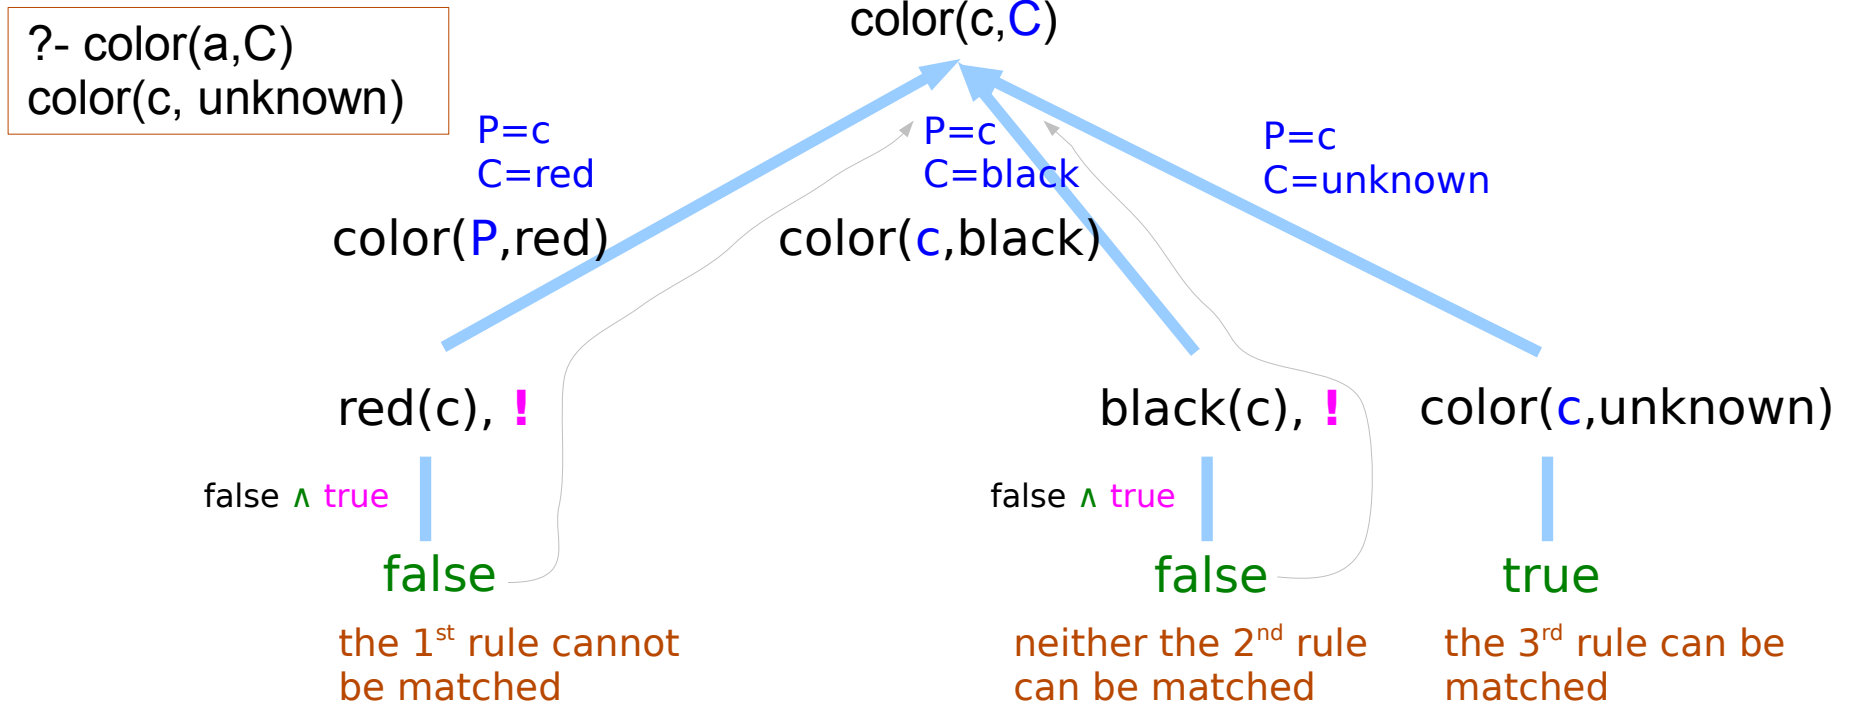 ?- color(a,C)
color(c, unknown)
color(c,C)
P=c
C=red
P=c
C=black
P=c
C=unknown
color(P,red)
color(c,black)
red(c), !
black(c), !
color(c,unknown)
false ∧ true
false ∧ true
false
false
true
the 1st rule cannot
be matched
neither the 2nd rule
can be matched
the 3rd rule can be
matched